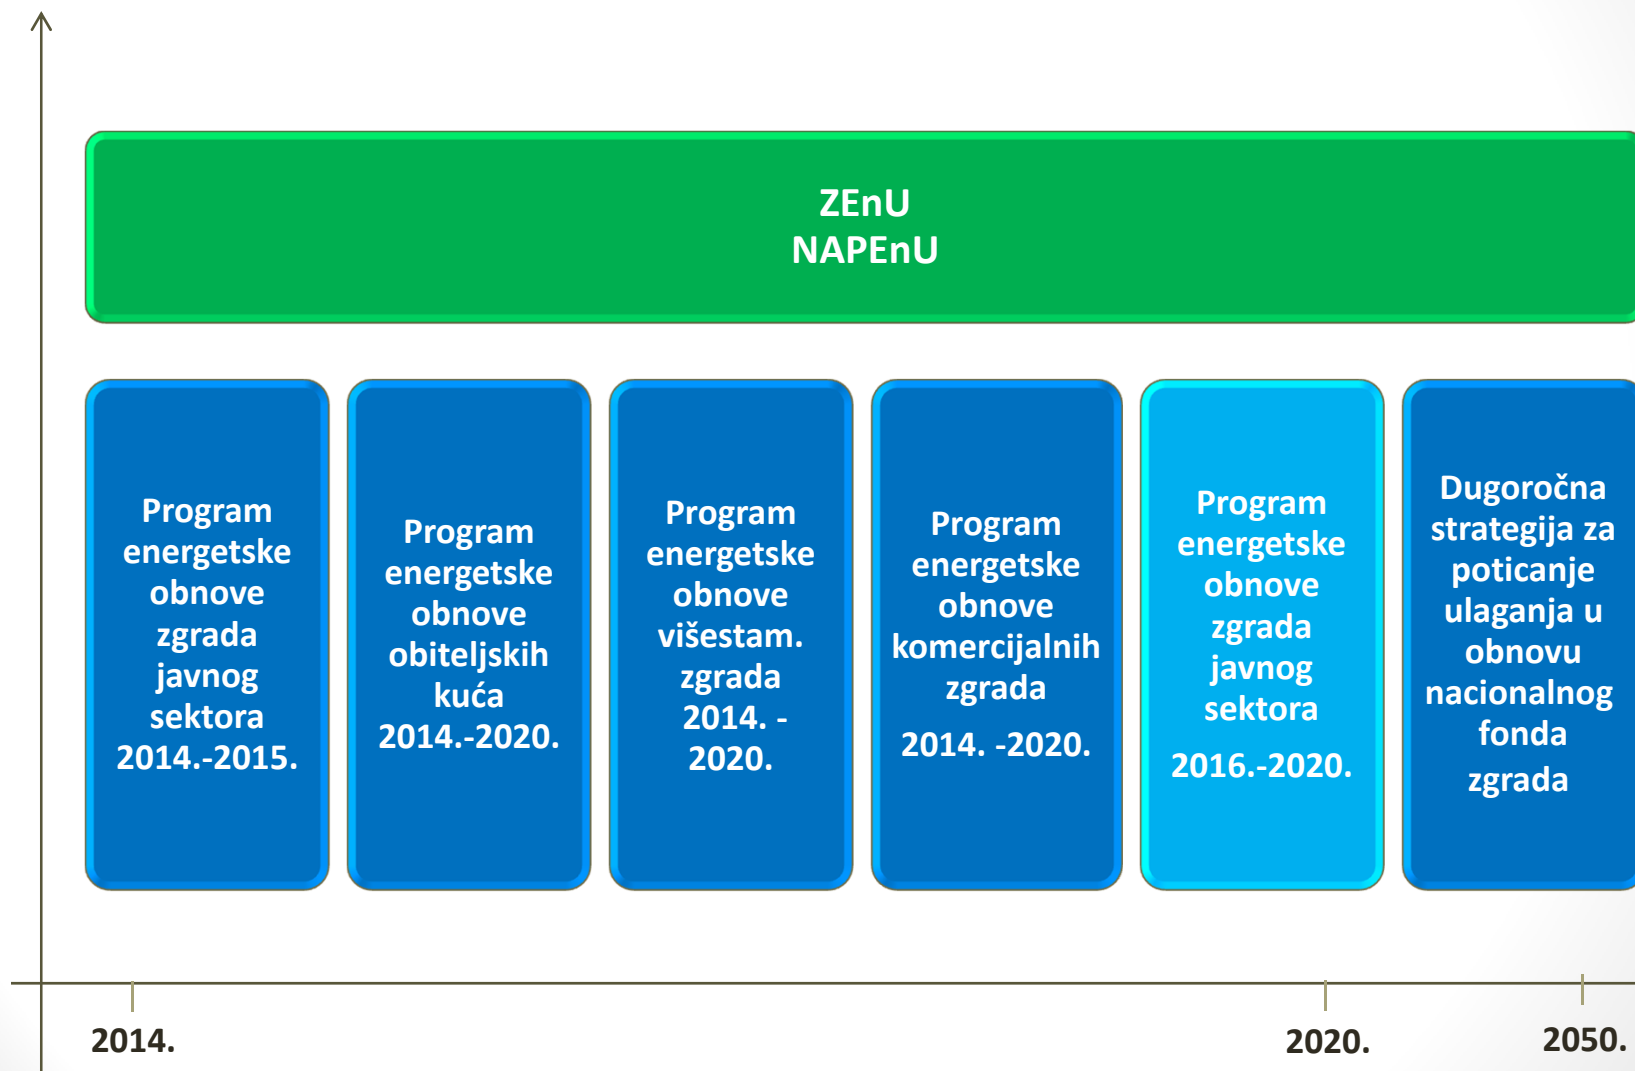 ZEnU
NAPEnU
Program
energetske
obnove
zgrada
javnog
sektora
2014.-2015.
Program
energetske
obnove
obiteljskih
kuća
2014.-2020.
Program
energetske
obnove
višestam.
zgrada
2014. -
2020.
Program
energetske
obnove
komercijalnih
zgrada
2014. -2020.
Program
energetske
obnove
zgrada
javnog
sektora
2016.-2020.
Dugoročna
strategija za
poticanje
ulaganja u
obnovu
nacionalnog
fonda
zgrada
2014.
2020.
2050.